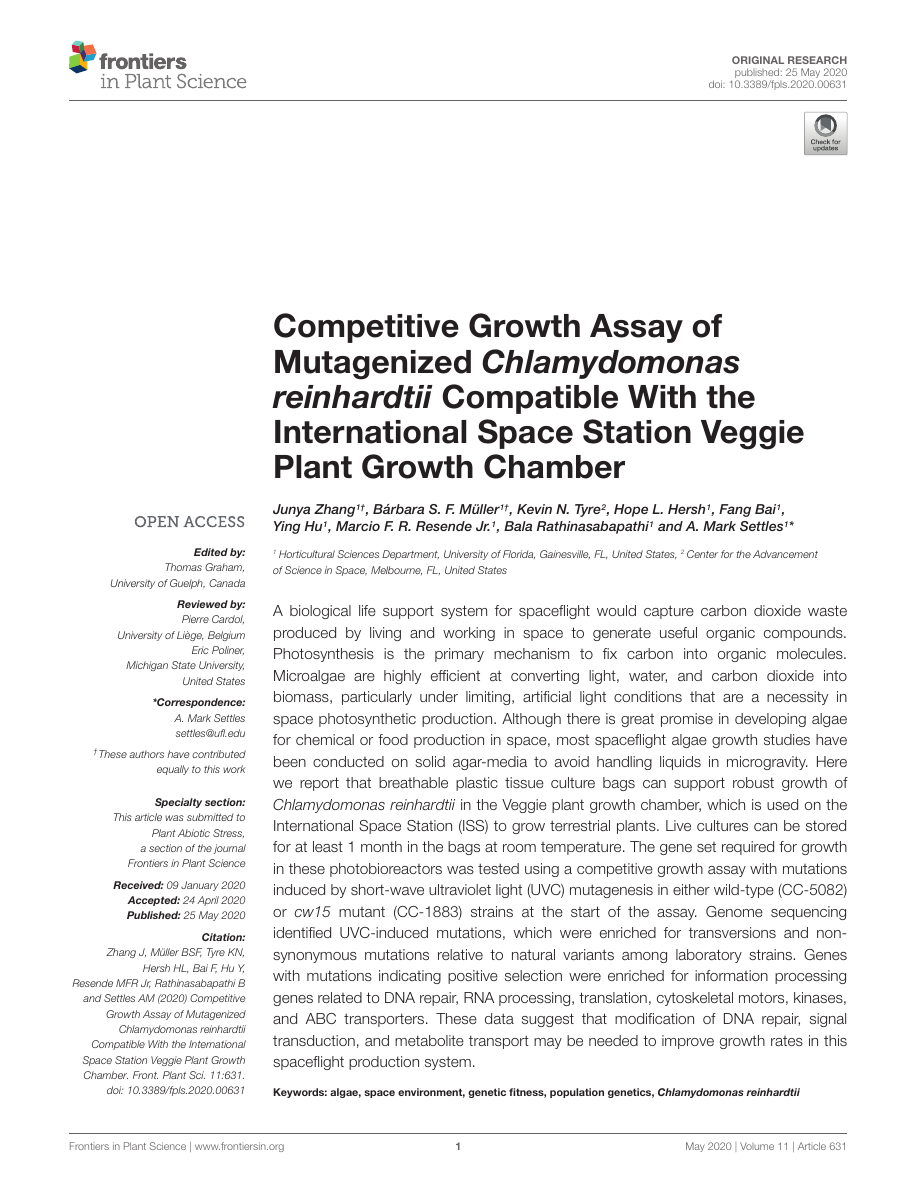 frontiers
in Plant Science
ORIGINAL RESEARCH
published: 25 May 2020
doi: 10.3389/fpls.2020.00631
Check for
updates
Competitive Growth Assay of
Mutagenized Chlamydomonas
reinhardtii Compatible With the
International Space Station Veggie
Plant Growth Chamber
Junya Zhang1†, Bárbara S. F. Müller1†, Kevin N. Tyre2, Hope L. Hersh1, Fang Bai1,
Ying Hu1, Marcio F. R. Resende Jr.1, Bala Rathinasabapathi1 and A. Mark Settles1*
1 Horticultural Sciences Department, University of Florida, Gainesville, FL, United States, 2 Center for the Advancement
of Science in Space, Melbourne, FL, United States
OPEN ACCESS
Edited by:
Thomas Graham,
University of Guelph, Canada
Reviewed by:
Pierre Cardol,
University of Liège, Belgium
Eric Poliner,
Michigan State University,
United States
*Correspondence:
A. Mark Settles
settles@ufl.edu
†These authors have contributed
equally to this work
Specialty section:
This article was submitted to
Plant Abiotic Stress,
a section of the journal
Frontiers in Plant Science
Received: 09 January 2020
Accepted: 24 April 2020
Published: 25 May 2020
Citation:
Zhang J, Müller BSF, Tyre KN,
Hersh HL, Bai F, Hu Y,
Resende MFR Jr, Rathinasabapathi B
and Settles AM (2020) Competitive
Growth Assay of Mutagenized
Chlamydomonas reinhardtii
Compatible With the International
Space Station Veggie Plant Growth
Chamber. Front. Plant Sci. 11:631.
doi: 10.3389/fpls.2020.00631
A biological life support system for spaceflight would capture carbon dioxide waste
produced by living and working in space to generate useful organic compounds.
Photosynthesis is the primary mechanism to fix carbon into organic molecules.
Microalgae are highly efficient at converting light, water, and carbon dioxide into
biomass, particularly under limiting, artificial light conditions that are a necessity in
space photosynthetic production. Although there is great promise in developing algae
for chemical or food production in space, most spaceflight algae growth studies have
been conducted on solid agar-media to avoid handling liquids in microgravity. Here
we report that breathable plastic tissue culture bags can support robust growth of
Chlamydomonas reinhardtii in the Veggie plant growth chamber, which is used on the
International Space Station (ISS) to grow terrestrial plants. Live cultures can be stored
for at least 1 month in the bags at room temperature. The gene set required for growth
in these photobioreactors was tested using a competitive growth assay with mutations
induced by short-wave ultraviolet light (UVC) mutagenesis in either wild-type (CC-5082)
or cw15 mutant (CC-1883) strains at the start of the assay. Genome sequencing
identified UVC-induced mutations, which were enriched for transversions and non-
synonymous mutations relative to natural variants among laboratory strains. Genes
with mutations indicating positive selection were enriched for information processing
genes related to DNA repair, RNA processing, translation, cytoskeletal motors, kinases,
and ABC transporters. These data suggest that modification of DNA repair, signal
transduction, and metabolite transport may be needed to improve growth rates in this
spaceflight production system.
Keywords: algae, space environment, genetic fitness, population genetics, Chlamydomonas reinhardtii
Frontiers in Plant Science | www.frontiersin.org
1
May 2020 | Volume 11 | Article 631